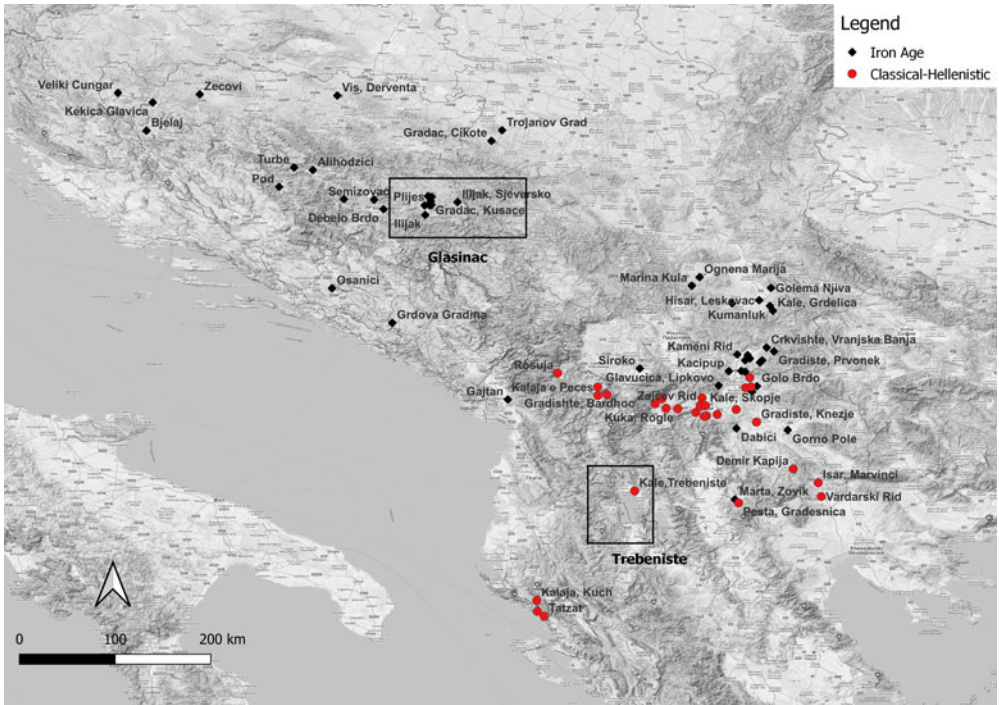 Legend
Iron Age
Classical-Hellenistic
Veliki Cungar
Zecovi
Vis, Derventa
Kekica Glavica
Bjelaj
Trojanov Grad
Gradac, Cikote
Turbe
Alihodzici
Pod
Semizovac
Plijes
Ilijak, Sjeversko
Gradac, Kusace
Debelo Brdo
Ilijak
Glasinac
Osanici
Ognena Marija
Marina Kula
Golema Njiva
Hisar, Leskovac
Kale, Grdelica
Kumanluk
Grdova Gradina
Crkvishte, Vranjska Banja
Kameni Rid
Rosuja
Siroko
Kacipup
Gradiste, Prvonek
Glavucica, Lipkovo
Golo Brdo
Gajtan
Kalaja e Peces
Zajcev Rid
Kale, Skopje
Gradishte, Bardhoc
Kuka, Rogle
Gradiste, Knezje
Dabici
Gorno Pole
Demir Kapija
Isar, Marvinci
Kale,Trebeniste
Marta, Zovik
Vardarski Rid
Pesta, Gradesnica
Trebeniste
Kalaja, Kuch
Tatzat
0 100 200 km